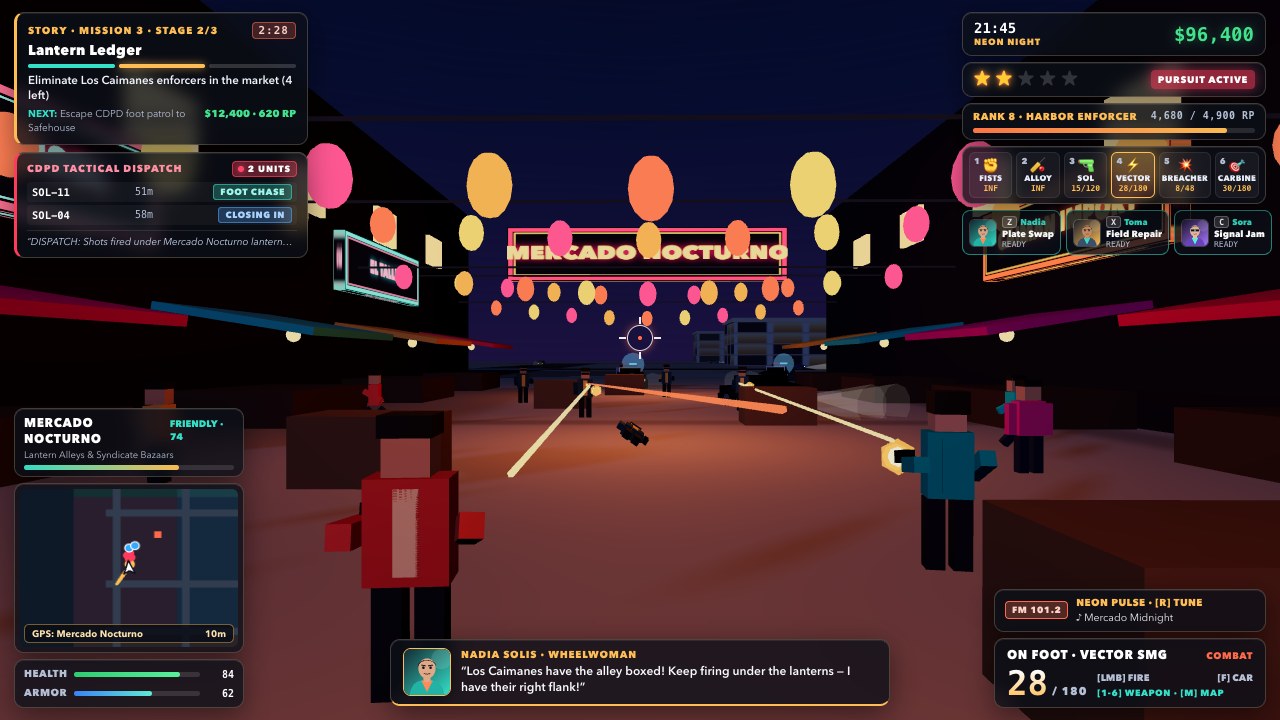 STORY • MISSION 3 • STAGE 2/3
2:28
Lantern Ledger
Eliminate Los Caimanes enforcers in the market (4
left)
NEXT: Escape CDPD foot patrol to
Safehouse
$12,400 · 620 RP
CDPD TACTICAL DISPATCH
2 UNITS
SOL-11 51m FOOT CHASE
SOL-04 58m CLOSING IN
"DISPATCH: Shots fired under Mercado Nocturno lantern...
21:45
NEON NIGHT
$96,400
PURSUIT ACTIVE
RANK 8 • HARBOR ENFORCER 4,680 / 4,900 RP
1 FISTS INF
2 ALLOY INF
3 SOL 15/120
4 VECTOR 28/180
5 BREACHER 8/48
6 CARBINE 30/180
Z Nadia
Plate Swap
READY
X Toma
Field Repair
READY
C Sora
Signal Jam
READY
MERCADO NOCTURNO
MERCADO
NOCTURNO
FRIENDLY •
74
Lantern Alleys & Syndicate Bazaars
GPS: Mercado Nocturno 10m
HEALTH 84
ARMOR 62
NADIA SOLIS • WHEELWOMAN
"Los Caimanes have the alley boxed! Keep firing under the lanterns — I
have their right flank!"
FM 101.2
NEON PULSE • [R] TUNE
♪ Mercado Midnight
ON FOOT • VECTOR SMG
COMBAT
28 / 180
[LMB] FIRE [F] CAR
[1-6] WEAPON • [M] MAP